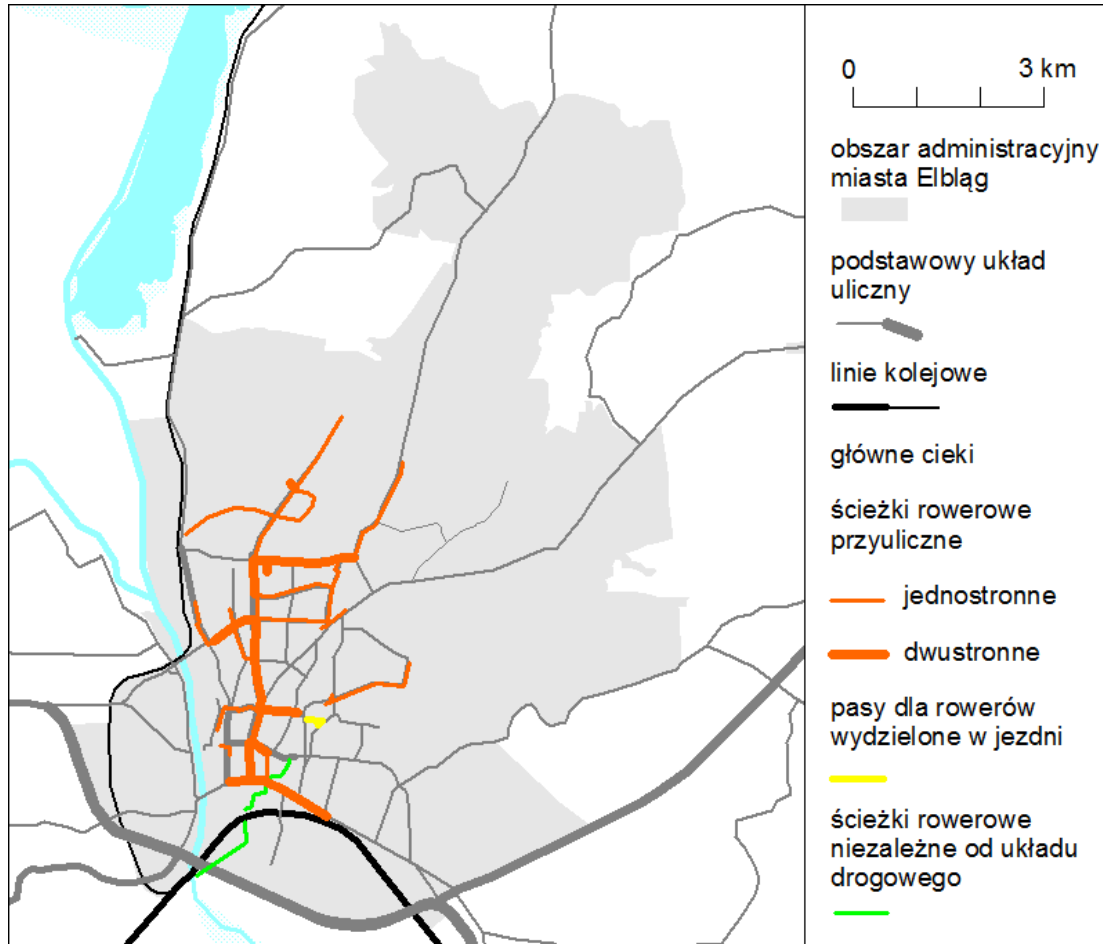 0 3 km
obszar administracyjny
miasta Elbląg
podstawowy układ
uliczny
linie kolejowe
główne cieki
ścieżki rowerowe
przyuliczne
jednostronne
dwustronne
pasy dla rowerów
wydzielone w jezdni
ścieżki rowerowe
niezależne od układu
drogowego